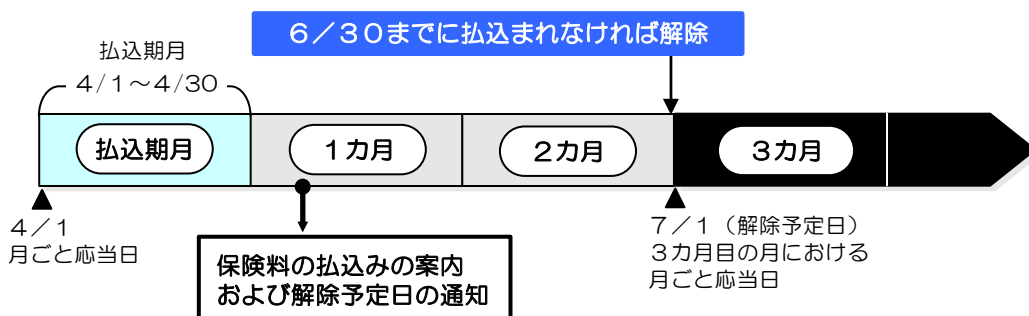 ６／３０までに払込まれなければ解除
払込期月
４/１～４/30
払込期月
１カ月
２カ月
３カ月
４／１
月ごと応当日
保険料の払込みの案内
および解除予定日の通知
７／１（解除予定日）
３カ月目の月における
月ごと応当日